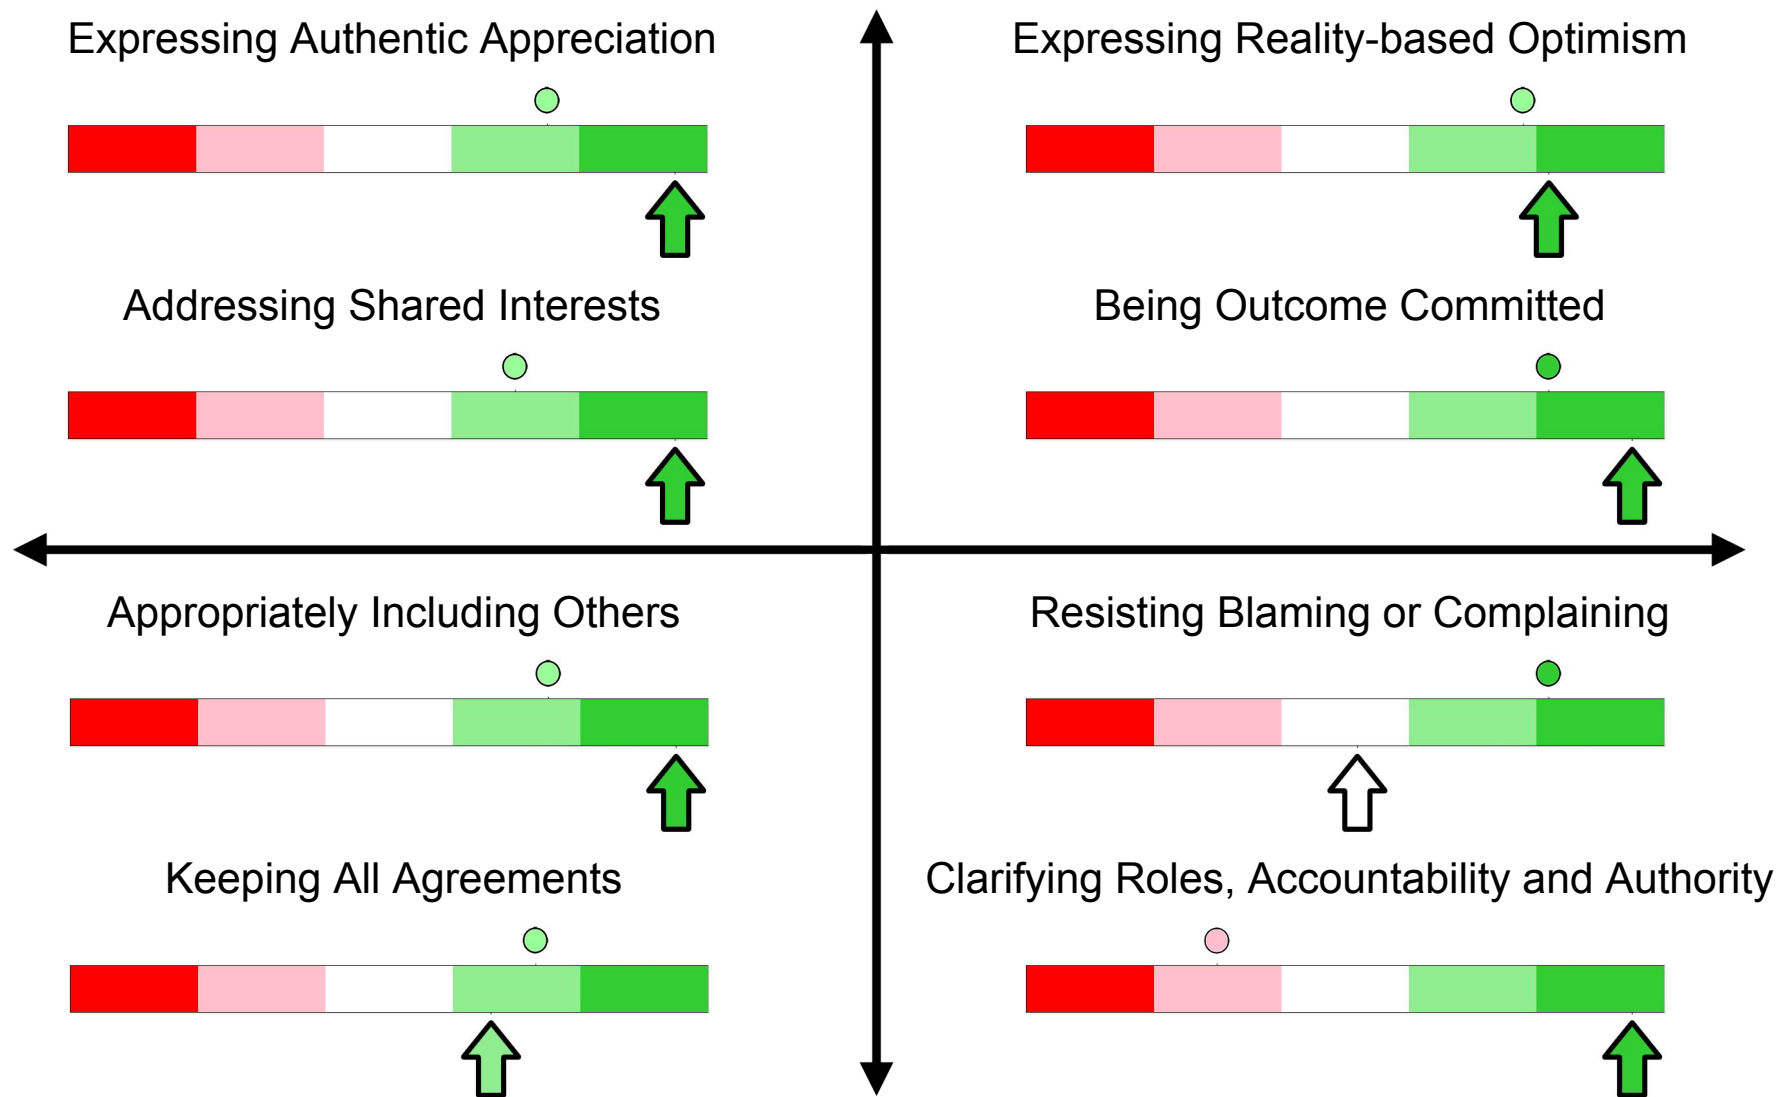 Expressing Authentic Appreciation
Expressing Reality-based Optimism
Addressing Shared Interests
Being Outcome Committed
Appropriately Including Others
Resisting Blaming or Complaining
Keeping All Agreements
Clarifying Roles, Accountability and Authority